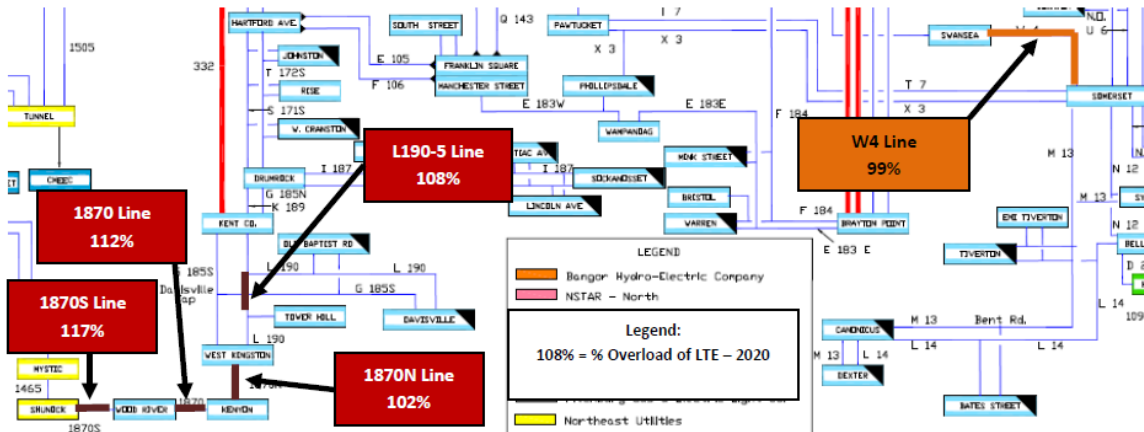 HARTFORD AVE.
SOUTH STREET
Q 143
PAWTUCKET
T 7
X 3
SWANSEA
N.D.
U 6
1505
332
JOHNSTON
T 172S
RISE
E 105
F 106
FRANKLIN SQUARE
MANCHESTER STREET
PHILLIPSDALE
X 3
T 7
X 3
SOMERSET
TUNNEL
S 171S
W. CRANSTON
E 183W
E 183E
F 184
WAMPANOAG
W4 Line
99%
L190-5 Line
108%
M 13
DRUMROCK
I 187
I 187
G 185N
K 189
SOCKANOSSET
LINCOLN AVE
MINK STREET
BRISTOL
WARREN
F 184
BRAYTON POINT
E 183 E
N 12
M 13
N 12
EMI TIVERTON
TIVERTON
1870 Line
112%
KENT CO.
OLD BAPTIST RD
L 190
L 190
G 185S
G 185S
TOWER HILL
DAVISVILLE
L 190
1870S Line
117%
WEST KINGSTON
1870N Line
102%
MYSTIC
1465
SHUNOCK
WOOD RIVER
1870
KENYON
1870S
LEGEND
Bangor Hydro-Electric Company
NSTAR - North
Legend:
108% = % Overload of LTE – 2020
Northeast Utilities
L 14
109
CANONICUS
M 13
Bent Rd.
L 14
L 14
M 13
L 14
DEXTER
BATES STREET